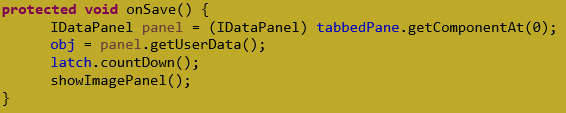 protected void onSave() {
IDataPanel panel = (IDataPanel) tabbedPane.getComponentAt(0);
obj = panel.getUserData();
latch.countDown();
showImagePanel();
}